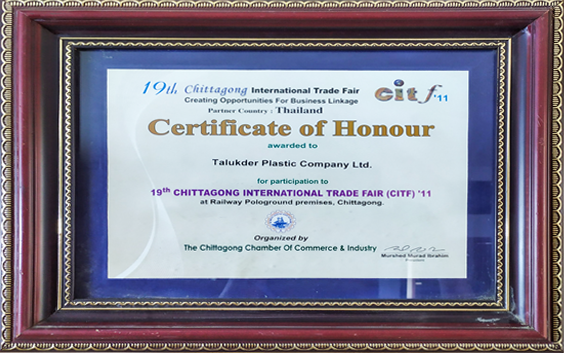 19th Chittagong International Trade Fair
Creating Opportunities For Business Linkage
Partner Country : Thailand
citf '11
Certificate of Honour
awarded to
Talukder Plastic Company Ltd.
for participation to
19th CHITTAGONG INTERNATIONAL TRADE FAIR (CITF) '11
at Railway Pologround premises, Chittagong.
Organized by
The Chittagong Chamber Of Commerce & Industry
Murshed Murad Ibrahim
President